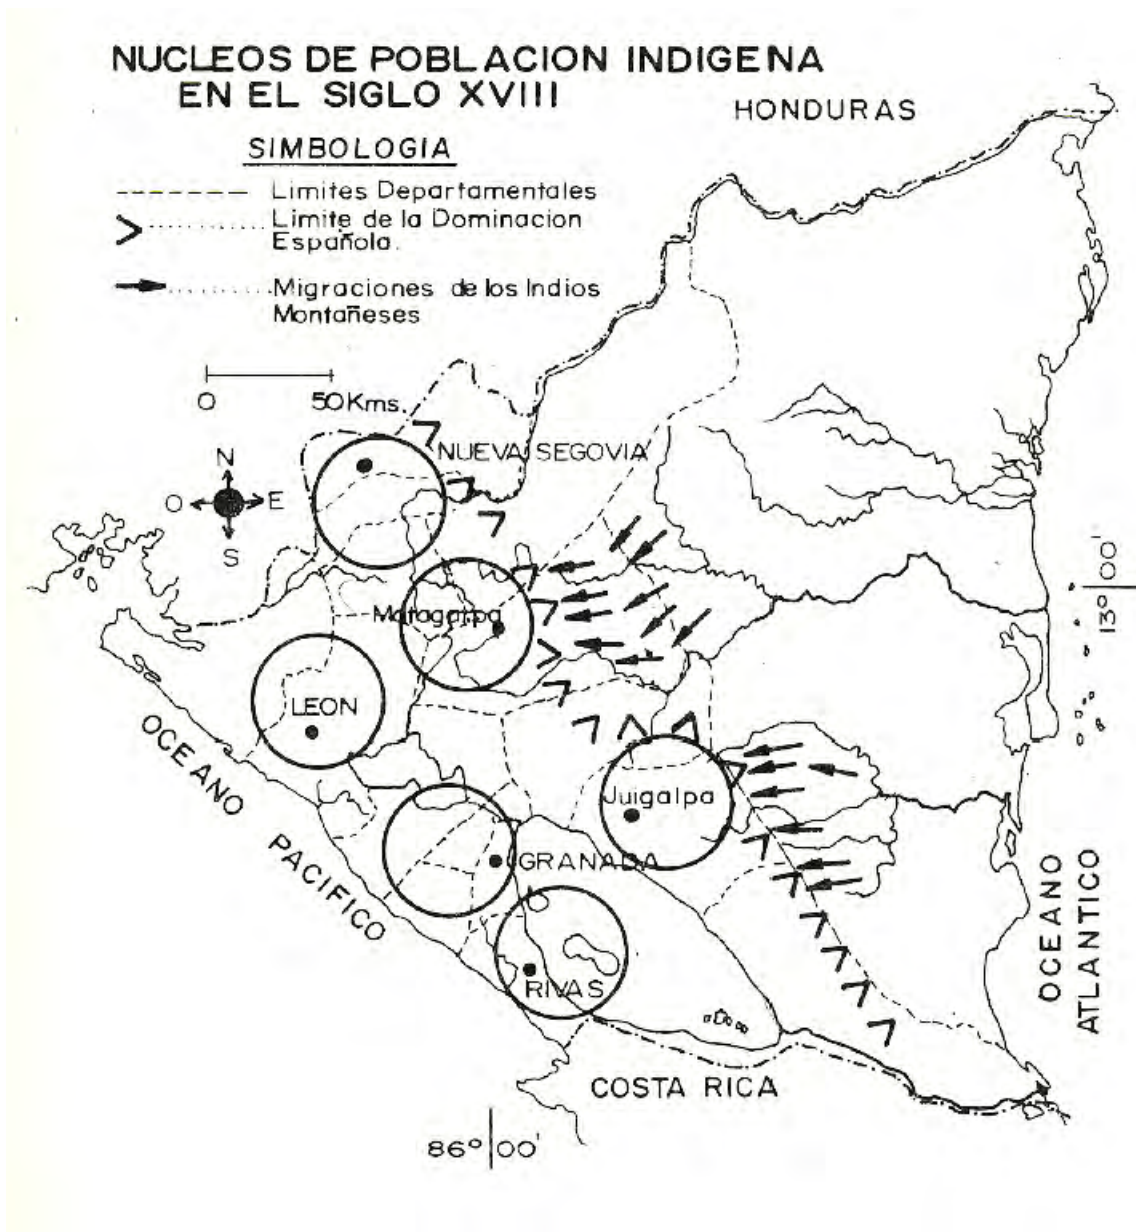 NUCLEOS DE POBLACION INDIGENA
EN EL SIGLO XVIII
HONDURAS
SIMBOLOGIA
Limites Departamentales
Limite de la Dominacion
Española.
Migraciones de los Indios
Montañeses
0 50Kms.
NUEVA SEGOVIA
N
O E
S
Matagalpa
13° 00'
LEON
OCEANO PACIFICO
Juigalpa
GRANADA
OCEANO
ATLANTICO
RIVAS
COSTA RICA
86° 00'